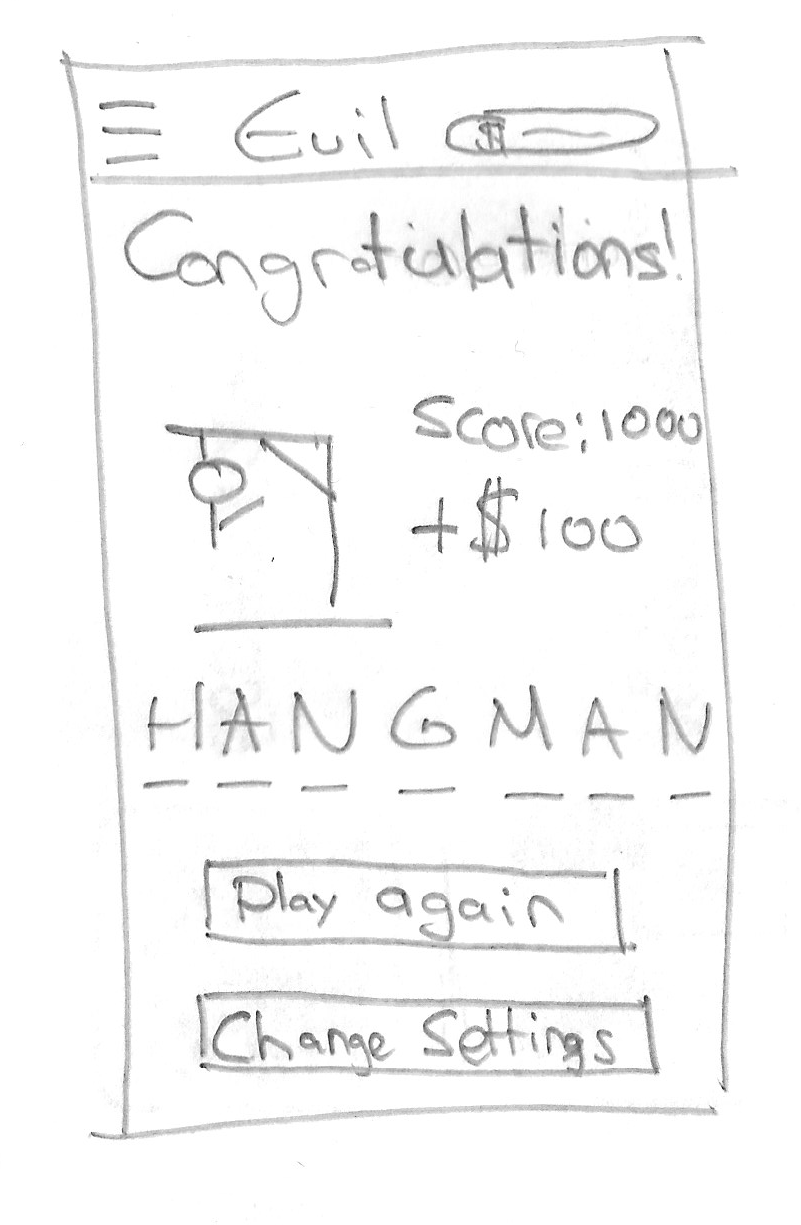 Evil $
Congratulations!
Score: 1000
+$100
HANGMAN
Play again
Change Settings